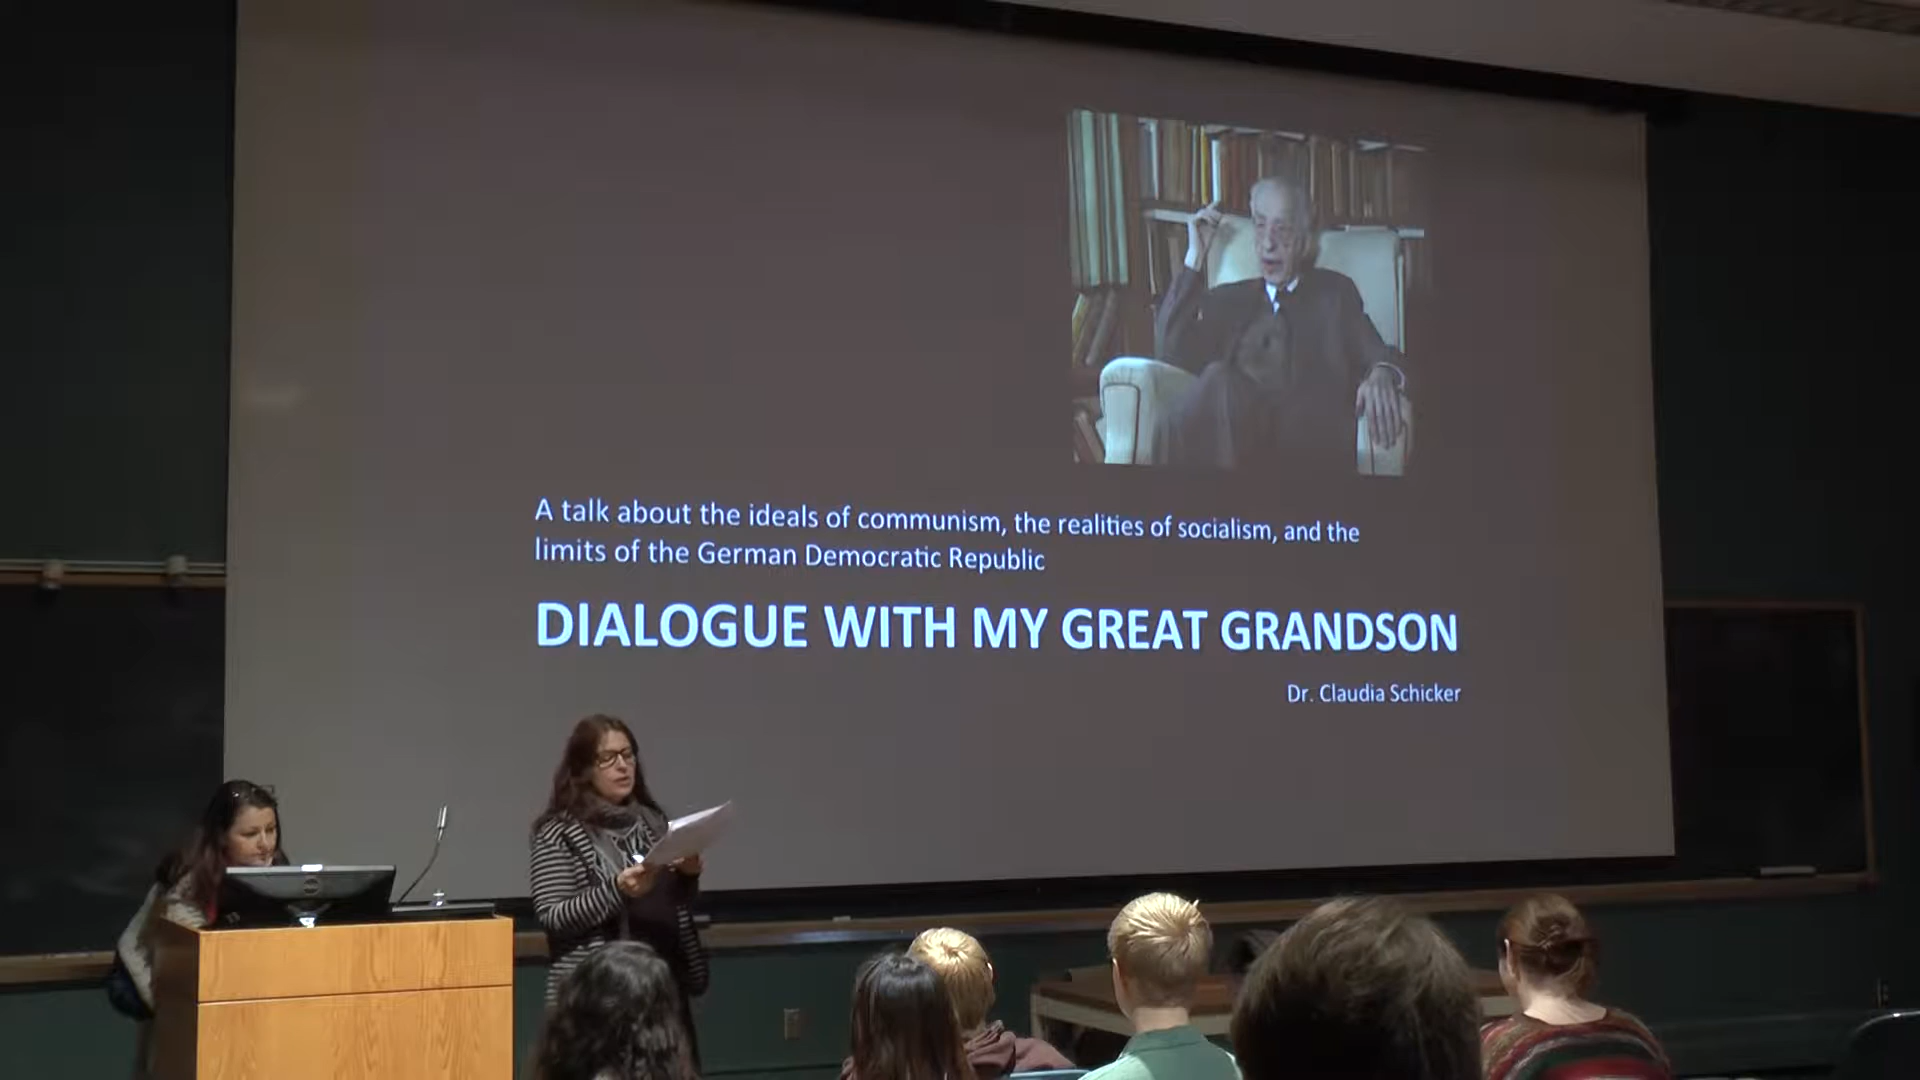 A talk about the ideals of communism, the realities of socialism, and the
limits of the German Democratic Republic
DIALOGUE WITH MY GREAT GRANDSON
Dr. Claudia Schicker